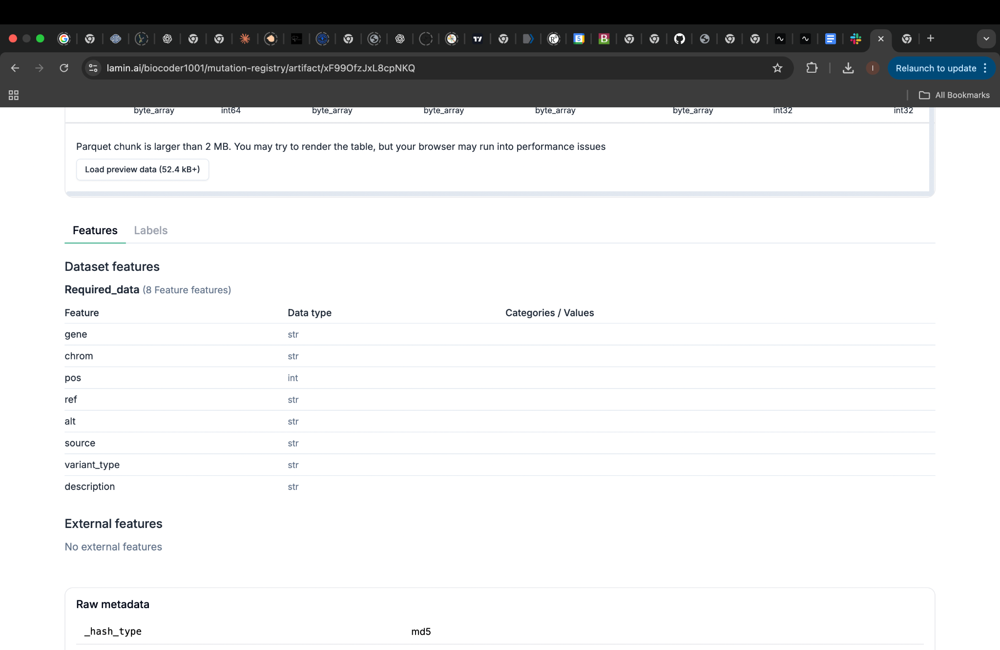 lamin.ai/biocoder1001/mutation-registry/artifact/xF99OfzJxL8cpNKQ
Relaunch to update
All Bookmarks
byte_array int64 byte_array byte_array byte_array byte_array int32 int32
Parquet chunk is larger than 2 MB. You may try to render the table, but your browser may run into performance issues
Load preview data (52.4 kB+)
Features Labels
Dataset features
Required_data (8 Feature features)
Feature Data type Categories / Values
gene str
chrom str
pos int
ref str
alt str
source str
variant_type str
description str
External features
No external features
Raw metadata
_hash_type md5